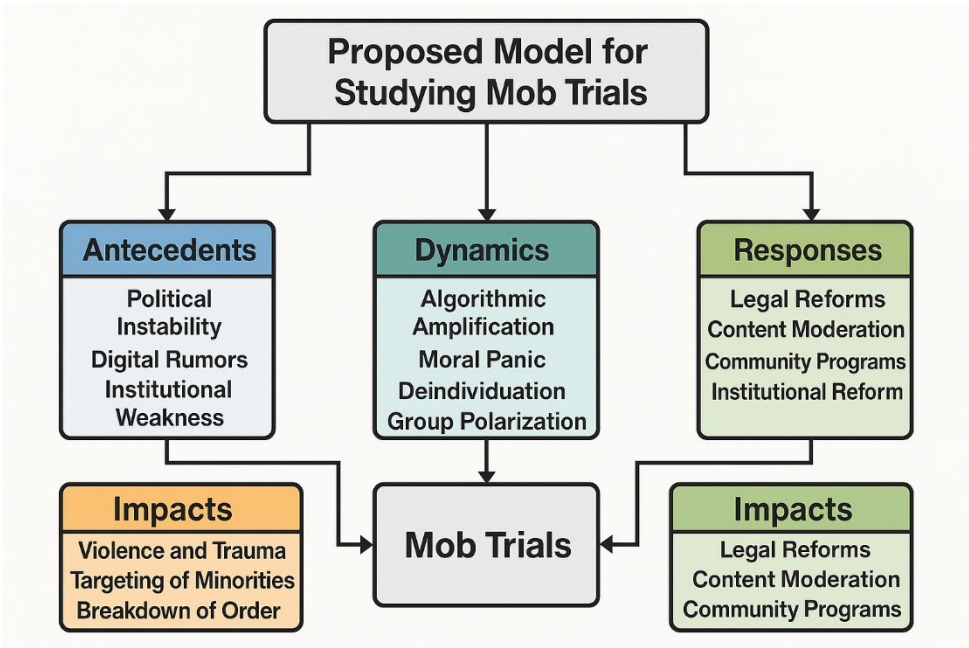 Proposed Model for
Studying Mob Trials
Antecedents
Political
Instability
Digital Rumors
Institutional
Weakness
Dynamics
Algorithmic
Amplification
Moral Panic
Deindividuation
Group Polarization
Responses
Legal Reforms
Content Moderation
Community Programs
Institutional Reform
Impacts
Violence and Trauma
Targeting of Minorities
Breakdown of Order
Mob Trials
Impacts
Legal Reforms
Content Moderation
Community Programs